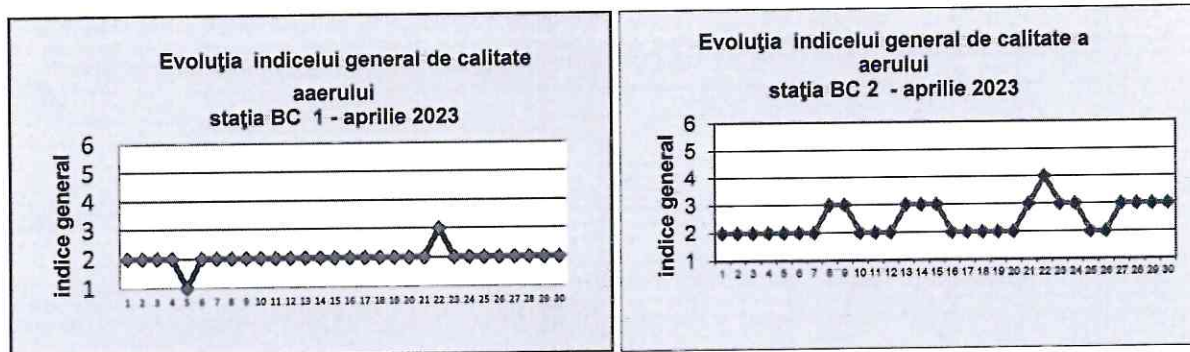 Evoluţia indicelui general de calitate
aaerului
staţia BC 1 - aprilie 2023
indice general
6
5
4
3
2
1
1 2 3 4 5 6 7 8 9 10 11 12 13 14 15 16 17 18 19 20 21 22 23 24 25 26 27 28 29 30
Evoluţia indicelui general de calitate a
aerului
staţia BC 2 - aprilie 2023
indice general
6
5
4
3
2
1
1 2 3 4 5 6 7 8 9 10 11 12 13 14 15 16 17 18 19 20 21 22 23 24 25 26 27 28 29 30